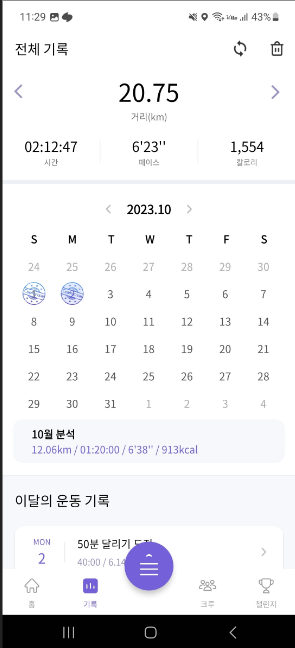 11:29 43%
전체 기록
20.75
거리(km)
02:12:47 6'23'' 1,554
시간 페이스 칼로리
2023.10
S M T W T F S
24 25 26 27 28 29 30
3 4 5 6 7
8 9 10 11 12 13 14
15 16 17 18 19 20 21
22 23 24 25 26 27 28
29 30 31 1 2 3 4
10월 분석
12.06km / 01:20:00 / 6'38'' / 913kcal
이달의 운동 기록
MON
2
50분 달리기
40:00 / 6.14
홈 기록 크루 챌린지